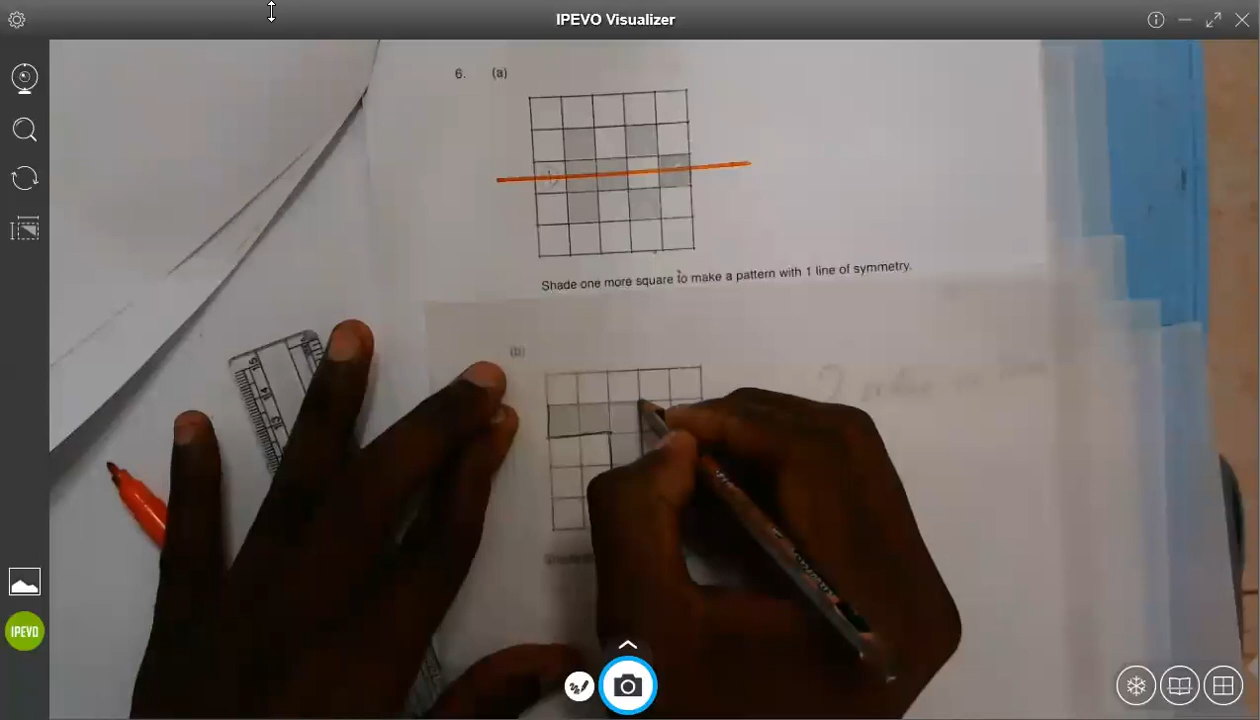 IPEVO Visualizer
6. (a)
Shade one more square to make a pattern with 1 line of symmetry.
(b)
IPEVO